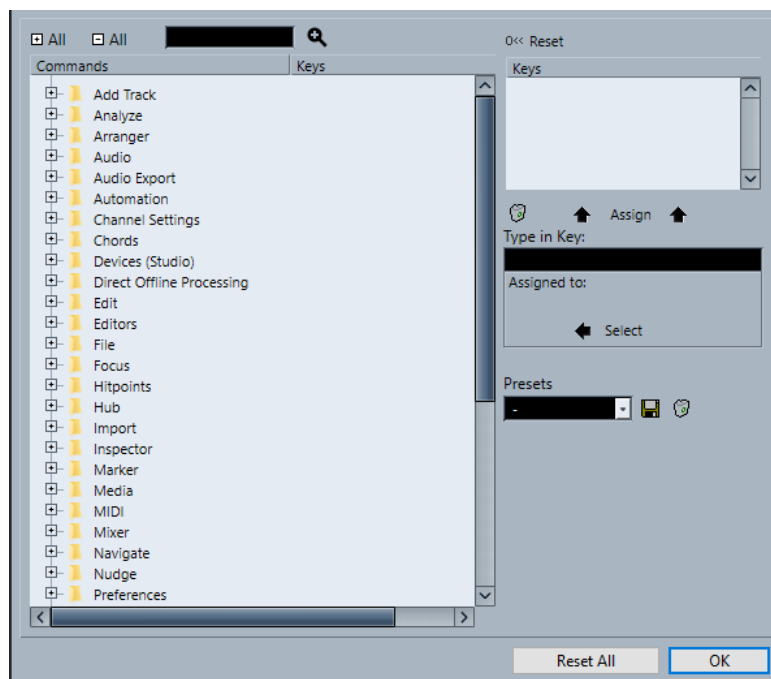 All All
0<< Reset
Commands Keys
Keys
Add Track
Analyze
Arranger
Audio
Audio Export
Automation
Channel Settings
Chords
Devices (Studio)
Direct Offline Processing
Edit
Editors
File
Focus
Hitpoints
Hub
Import
Inspector
Marker
Media
MIDI
Mixer
Navigate
Nudge
Preferences
Assign
Type in Key:
Assigned to:
Select
Presets
-
Reset All OK